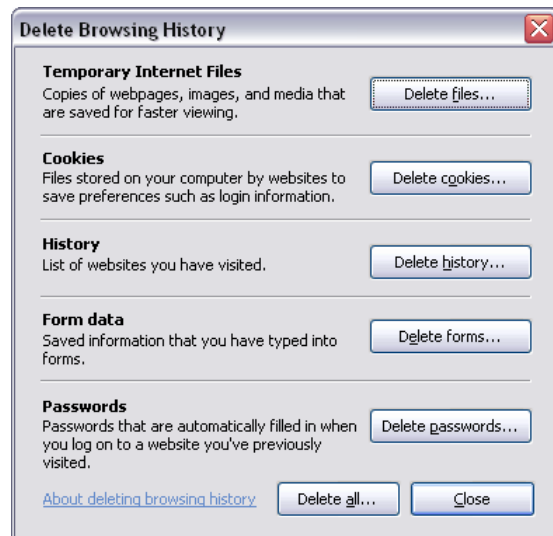 Delete Browsing History
Temporary Internet Files
Copies of webpages, images, and media that
are saved for faster viewing.
Delete files...
Cookies
Files stored on your computer by websites to
save preferences such as login information.
Delete cookies...
History
List of websites you have visited.
Delete history...
Form data
Saved information that you have typed into
forms.
Delete forms...
Passwords
Passwords that are automatically filled in when
you log on to a website you've previously
visited.
Delete passwords...
About deleting browsing history
Delete all...
Close